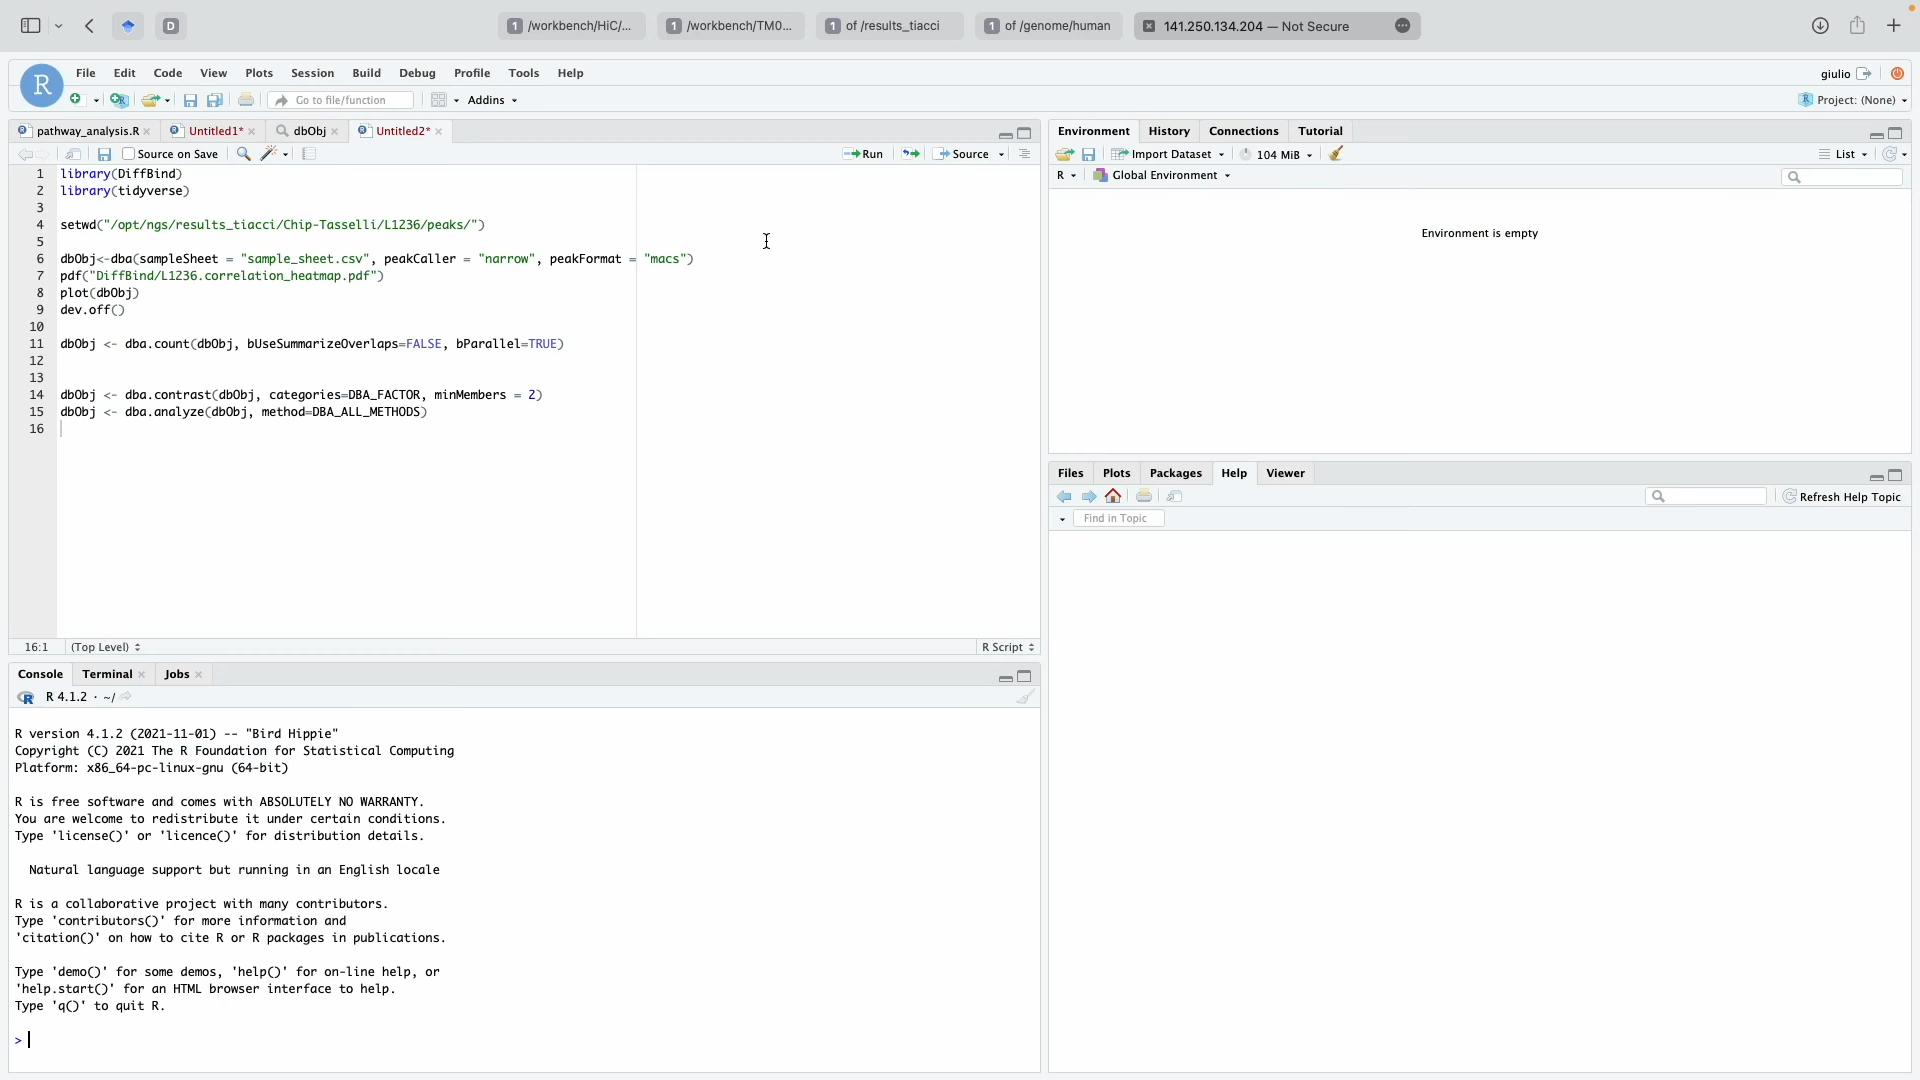 D
1 /workbench/HiC/... 1 /workbench/TM0... 1 of /results_tiacci 1 of /genome/human 141.250.134.204 — Not Secure
R File Edit Code View Plots Session Build Debug Profile Tools Help giulio
Go to file/function Addins Project: (None)
pathway_analysis.R Untitled1* dbObj Untitled2*
Source on Save Run Source
1 library(DiffBind)
2 library(tidyverse)
3
4 setwd("/opt/ngs/results_tiacci/Chip-Tasselli/L1236/peaks/")
5
6 dbObj<-dba(sampleSheet = "sample_sheet.csv", peakCaller = "narrow", peakFormat = "macs")
7 pdf("DiffBind/L1236.correlation_heatmap.pdf")
8 plot(dbObj)
9 dev.off()
10
11 dbObj <- dba.count(dbObj, bUseSummarizeOverlaps=FALSE, bParallel=TRUE)
12
13
14 dbObj <- dba.contrast(dbObj, categories=DBA_FACTOR, minMembers = 2)
15 dbObj <- dba.analyze(dbObj, method=DBA_ALL_METHODS)
16
16:1 (Top Level) R Script
Console Terminal Jobs
R R 4.1.2 · ~/
R version 4.1.2 (2021-11-01) -- "Bird Hippie"
Copyright (C) 2021 The R Foundation for Statistical Computing
Platform: x86_64-pc-linux-gnu (64-bit)
R is free software and comes with ABSOLUTELY NO WARRANTY.
You are welcome to redistribute it under certain conditions.
Type 'license()' or 'licence()' for distribution details.
Natural language support but running in an English locale
R is a collaborative project with many contributors.
Type 'contributors()' for more information and
'citation()' on how to cite R or R packages in publications.
Type 'demo()' for some demos, 'help()' for on-line help, or
'help.start()' for an HTML browser interface to help.
Type 'q()' to quit R.
>
Environment History Connections Tutorial
Import Dataset 104 MiB List
R Global Environment
Environment is empty
Files Plots Packages Help Viewer
Refresh Help Topic
Find in Topic